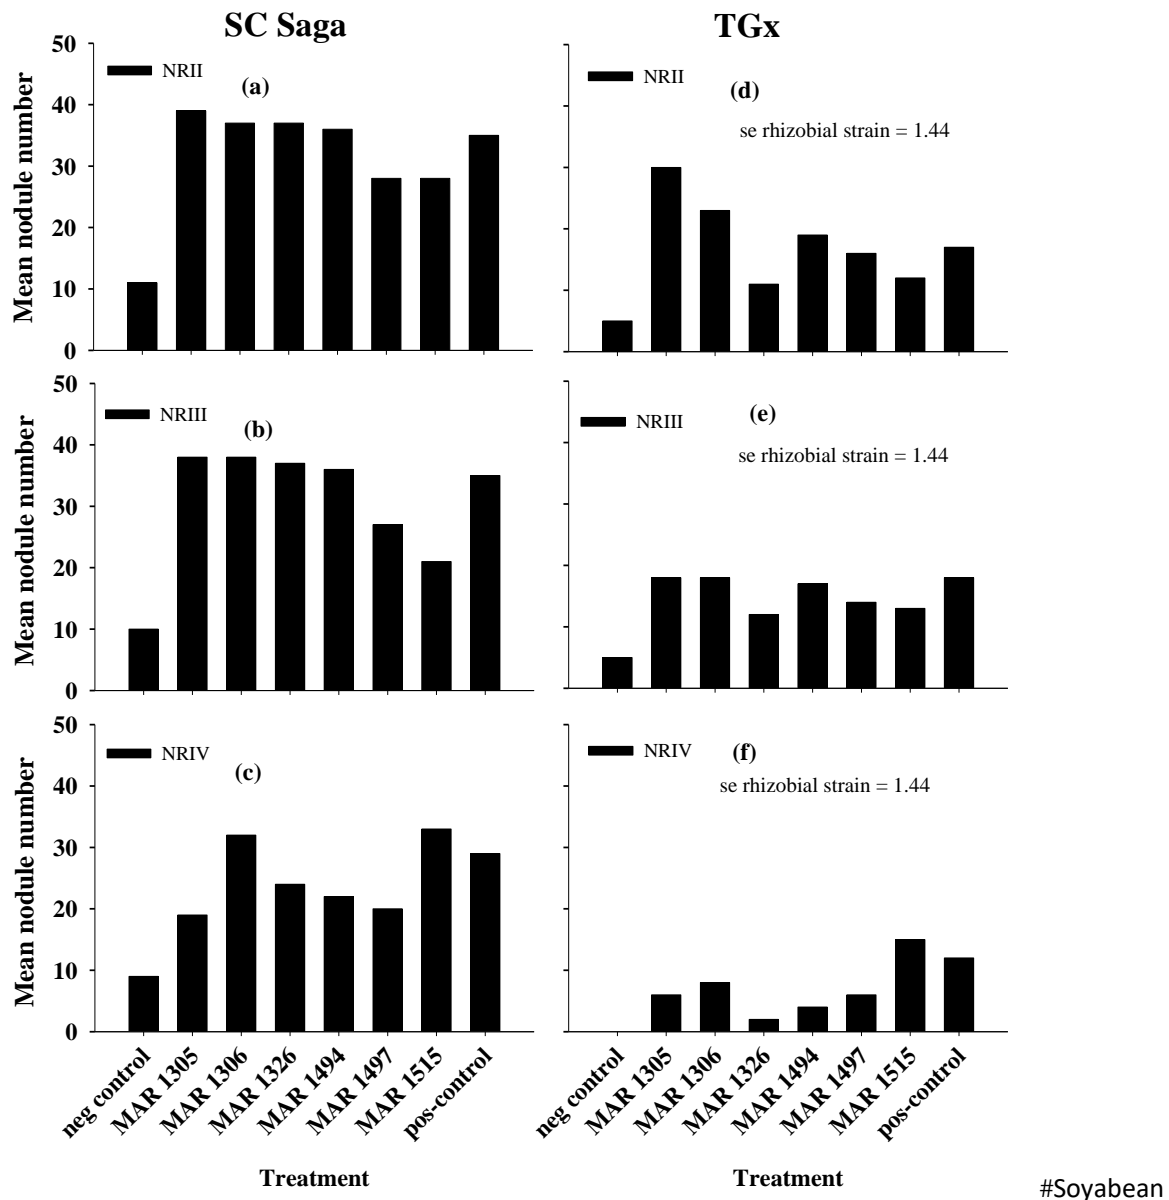 SC Saga
TGx
50
40
30
20
10
0
Mean nodule number
NRII
(a)
NRII
(d)
se rhizobial strain = 1.44
50
40
30
20
10
0
Mean nodule number
NRIII
(b)
NRIII
(e)
se rhizobial strain = 1.44
50
40
30
20
10
0
Mean nodule number
NRIV
(c)
NRIV
(f)
se rhizobial strain = 1.44
neg control
MAR 1305
MAR 1306
MAR 1326
MAR 1494
MAR 1497
MAR 1515
pos-control
neg control
MAR 1305
MAR 1306
MAR 1326
MAR 1494
MAR 1497
MAR 1515
pos-control
Treatment
Treatment
#Soyabean